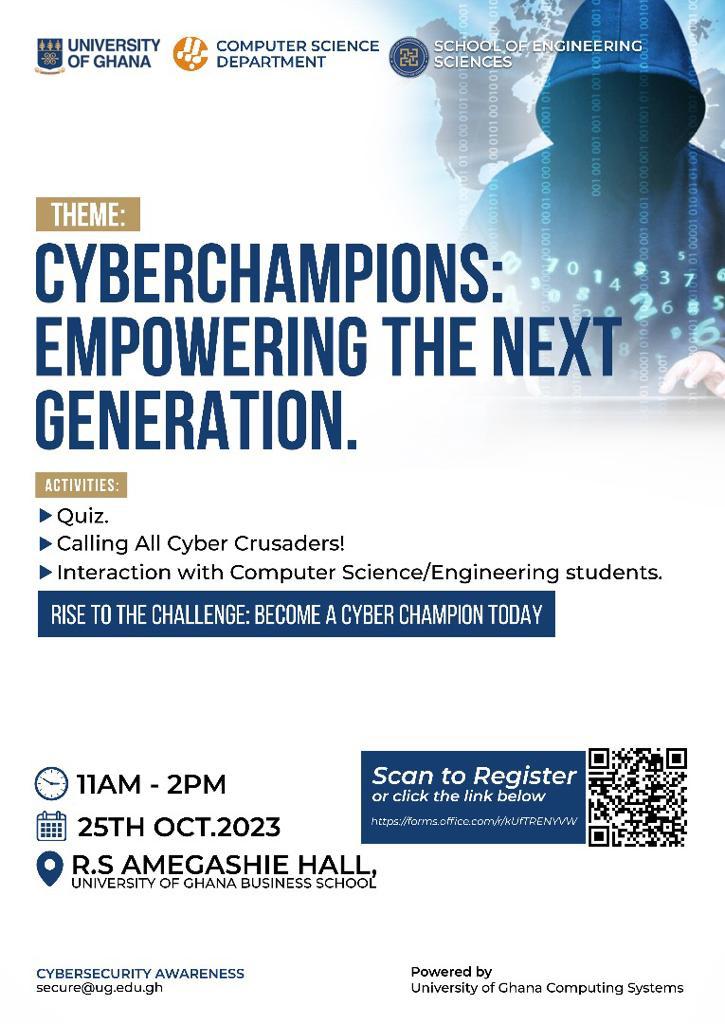 UNIVERSITY
OF GHANA
COMPUTER SCIENCE
DEPARTMENT
SCHOOL OF ENGINEERING
SCIENCES
THEME:
CYBERCHAMPIONS:
EMPOWERING THE NEXT
GENERATION.
ACTIVITIES:
Quiz.
Calling All Cyber Crusaders!
Interaction with Computer Science/Engineering students.
RISE TO THE CHALLENGE: BECOME A CYBER CHAMPION TODAY
11AM - 2PM
25TH OCT.2023
R.S AMEGASHIE HALL,
UNIVERSITY OF GHANA BUSINESS SCHOOL
Scan to Register
or click the link below
https://forms.office.com/r/kUfTRENYVW
CYBERSECURITY AWARENESS
secure@ug.edu.gh
Powered by
University of Ghana Computing Systems